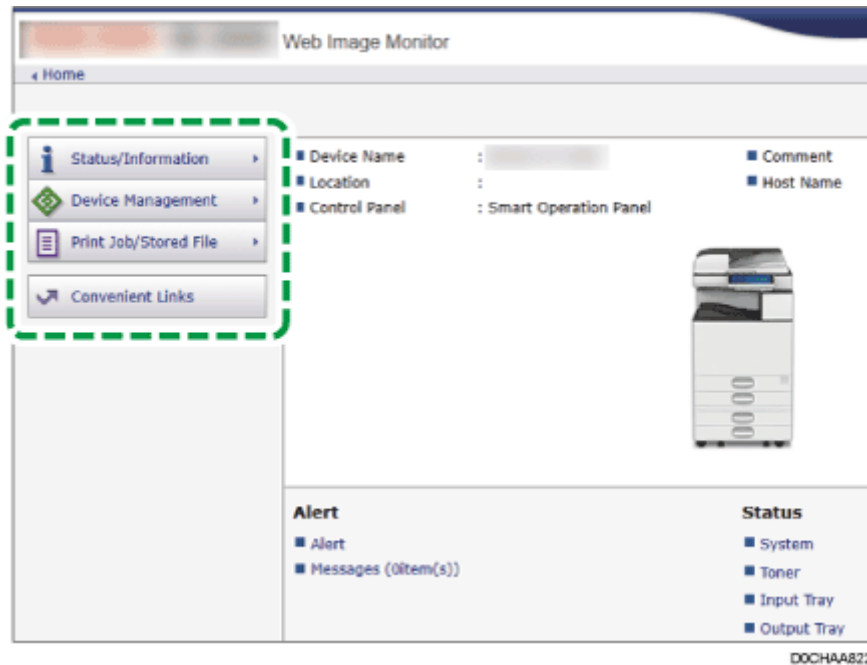 Web Image Monitor
Home
Status/Information
Device Management
Print Job/Stored File
Convenient Links
Device Name :
Location :
Control Panel : Smart Operation Panel
Comment
Host Name
Alert
Alert
Messages (0item(s))
Status
System
Toner
Input Tray
Output Tray